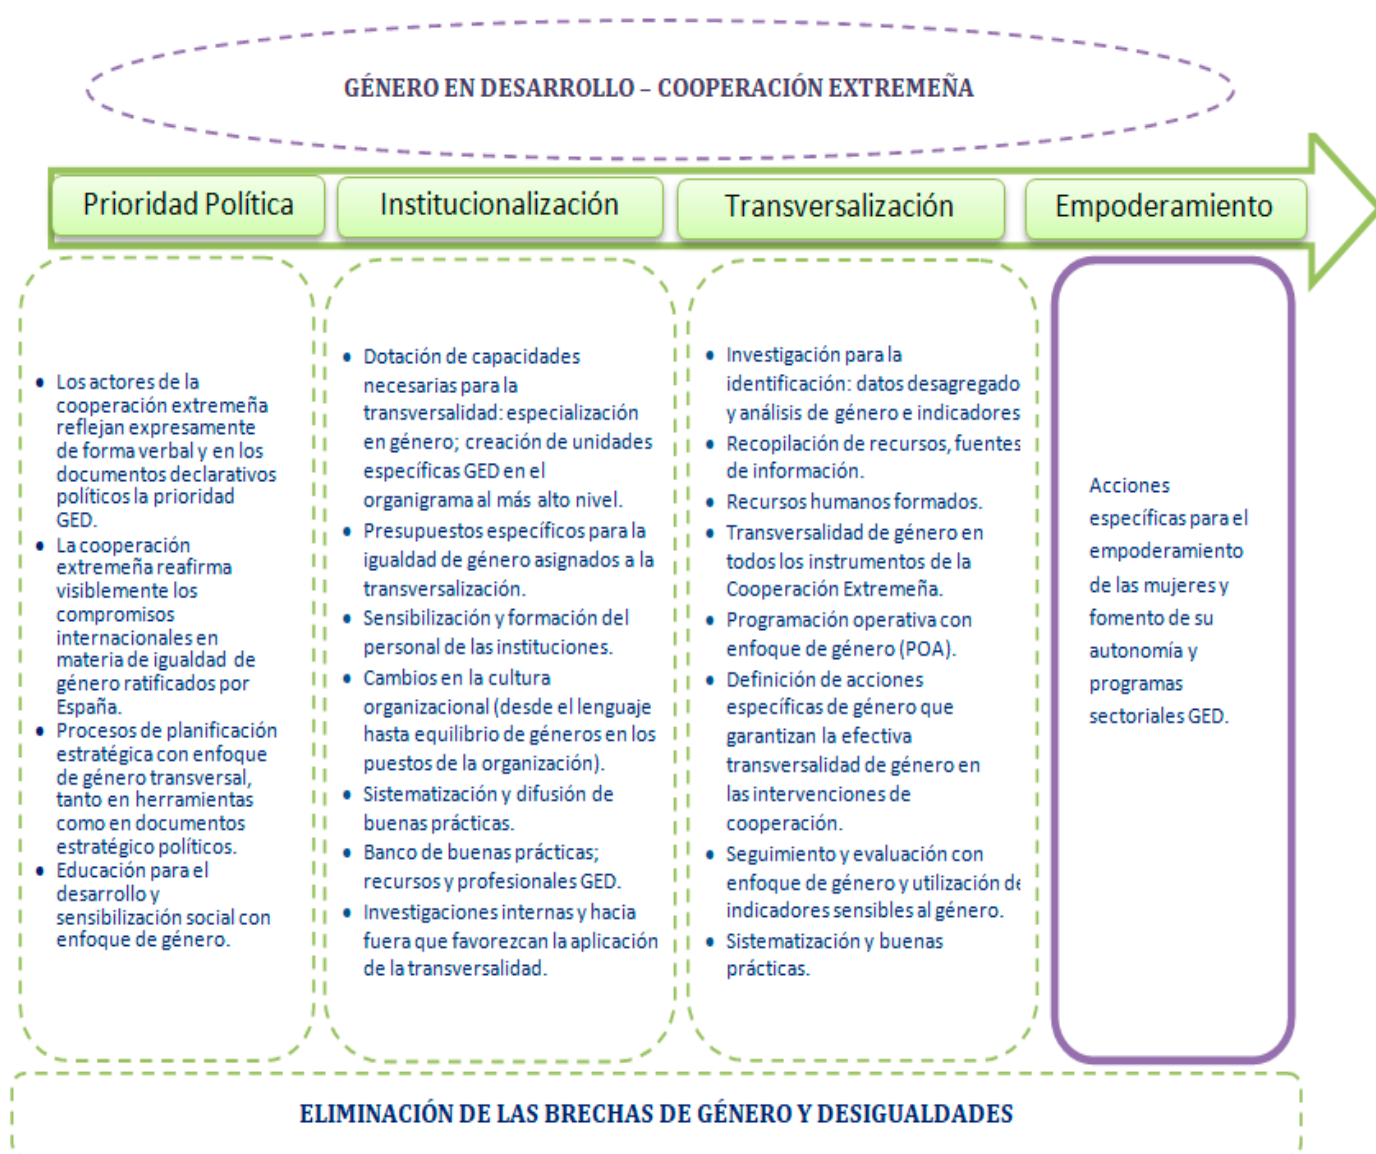 GÉNERO EN DESARROLLO – COOPERACIÓN EXTREMEÑA
Prioridad Política
Institucionalización
Transversalización
Empoderamiento
• Los actores de la
cooperación extremeña
reflejan expresamente
de forma verbal y en los
documentos declarativos
políticos la prioridad
GED.
• La cooperación
extremeña reafirma
visiblemente los
compromisos
internacionales en
materia de igualdad de
género ratificados por
España.
• Procesos de planificación
estratégica con enfoque
de género transversal,
tanto en herramientas
como en documentos
estratégico políticos.
• Educación para el
desarrollo y
sensibilización social con
enfoque de género.
• Dotación de capacidades
necesarias para la
transversalidad: especialización
en género; creación de unidades
específicas GED en el
organigrama al más alto nivel.
• Presupuestos específicos para la
igualdad de género asignados a la
transversalización.
• Sensibilización y formación del
personal de las instituciones.
• Cambios en la cultura
organizacional (desde el lenguaje
hasta equilibrio de géneros en los
puestos de la organización).
• Sistematización y difusión de
buenas prácticas.
• Banco de buenas prácticas;
recursos y profesionales GED.
• Investigaciones internas y hacia
fuera que favorezcan la aplicación
de la transversalidad.
• Investigación para la
identificación: datos desagregado
y análisis de género e indicadores
• Recopilación de recursos, fuentes
de información.
• Recursos humanos formados.
• Transversalidad de género en
todos los instrumentos de la
Cooperación Extremeña.
• Programación operativa con
enfoque de género (POA).
• Definición de acciones
específicas de género que
garantizan la efectiva
transversalidad de género en
las intervenciones de
cooperación.
• Seguimiento y evaluación con
enfoque de género y utilización de
indicadores sensibles al género.
• Sistematización y buenas
prácticas.
Acciones
específicas para el
empoderamiento
de las mujeres y
fomento de su
autonomía y
programas
sectoriales GED.
ELIMINACIÓN DE LAS BRECHAS DE GÉNERO Y DESIGUALDADES